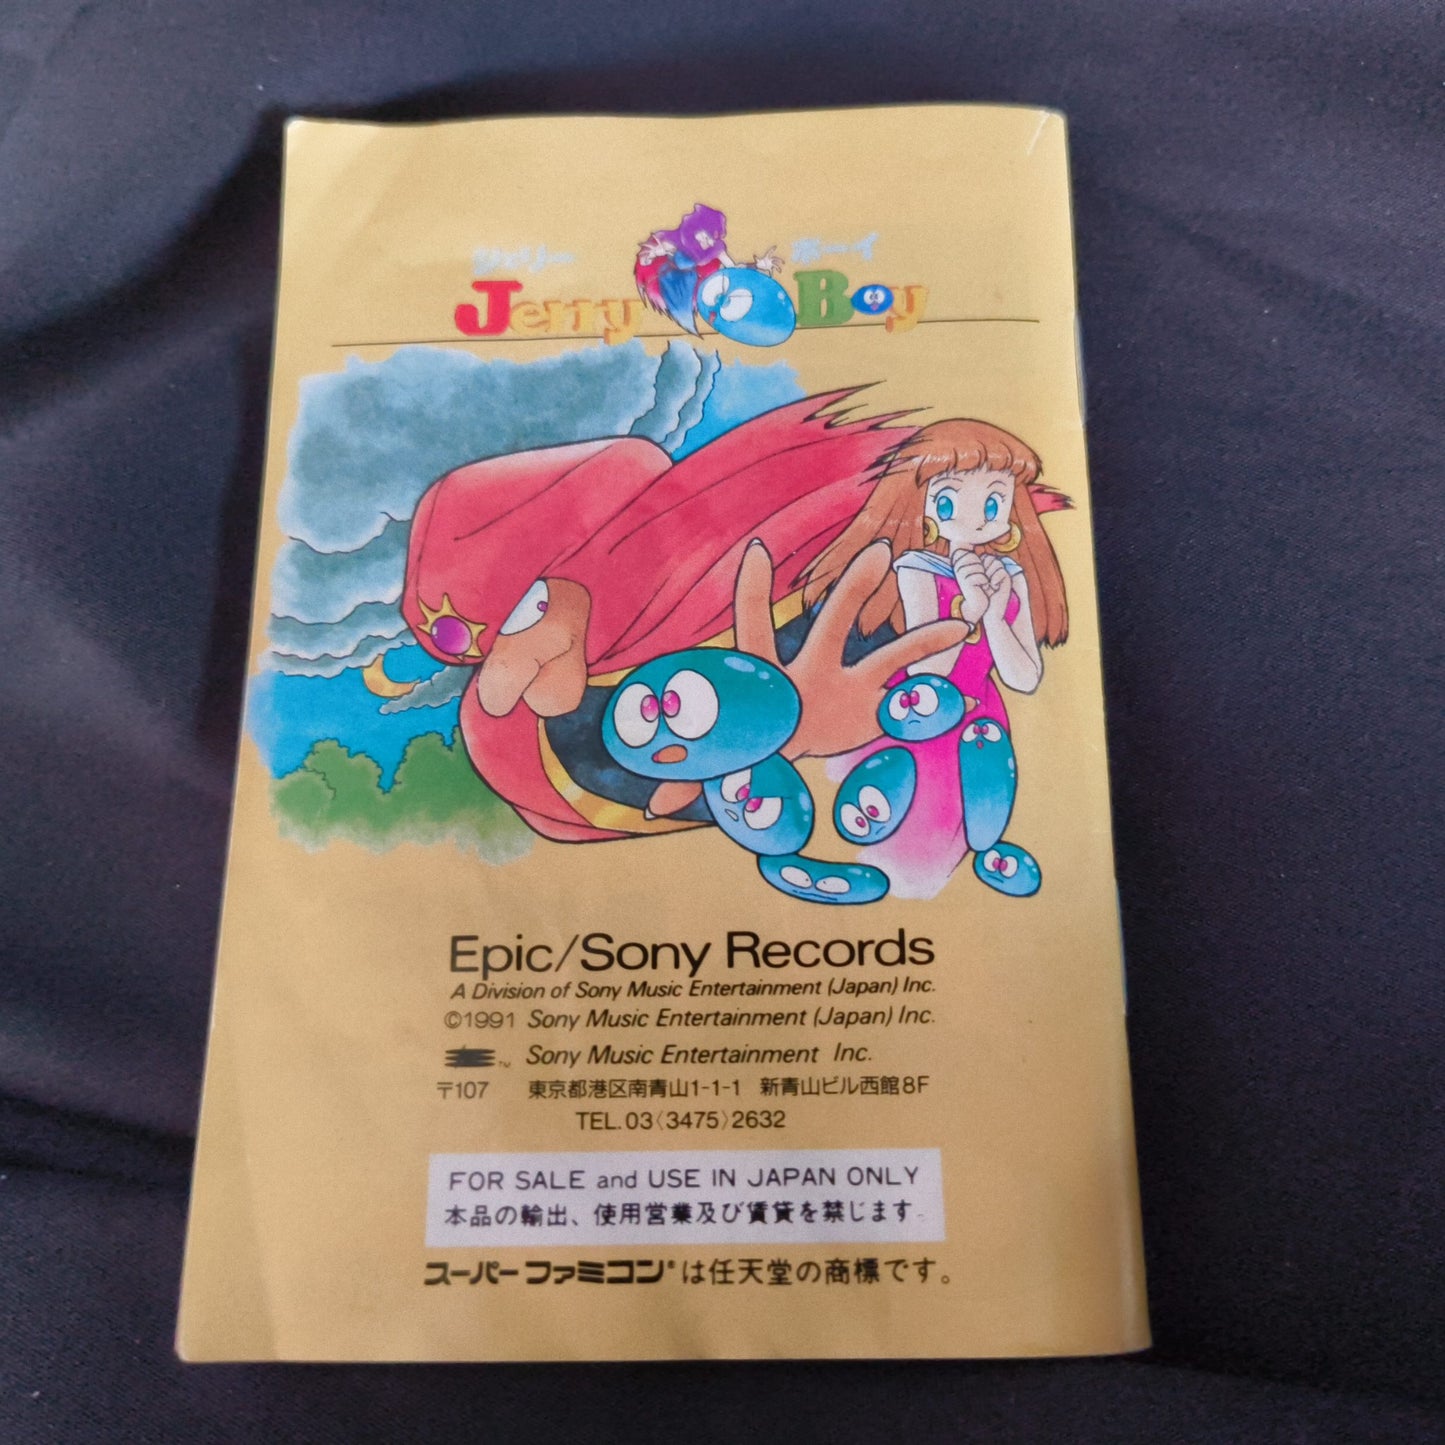 ジェリー ボーイ
Jerry Boy
Epic/Sony Records
A Division of Sony Music Entertainment (Japan) Inc.
©1991 Sony Music Entertainment (Japan) Inc.
™ Sony Music Entertainment Inc.
〒107 東京都港区南青山1-1-1 新青山ビル西館8F
TEL.03〈3475〉2632
FOR SALE and USE IN JAPAN ONLY
本品の輸出、使用営業及び賃貸を禁じます。
スーパーファミコン®は任天堂の商標です。